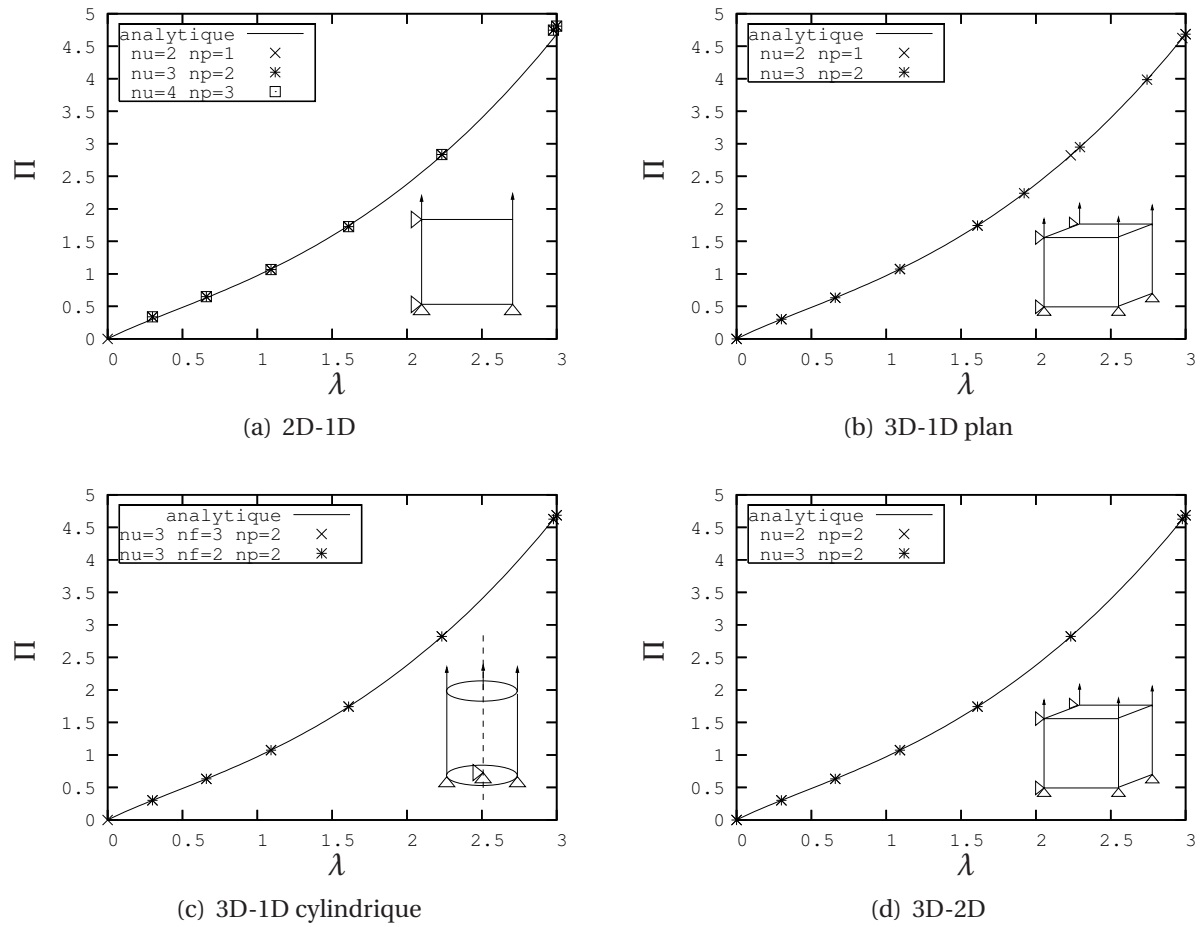 5
4.5
4
3.5
3
2.5
2
1.5
1
0.5
0
Π
analytique
nu=2 np=1
nu=3 np=2
nu=4 np=3
0 0.5 1 1.5 2 2.5 3
λ
(a) 2D-1D
5
4.5
4
3.5
3
2.5
2
1.5
1
0.5
0
Π
analytique
nu=2 np=1
nu=3 np=2
0 0.5 1 1.5 2 2.5 3
λ
(b) 3D-1D plan
5
4.5
4
3.5
3
2.5
2
1.5
1
0.5
0
Π
analytique
nu=3 nf=3 np=2
nu=3 nf=2 np=2
0 0.5 1 1.5 2 2.5 3
λ
(c) 3D-1D cylindrique
5
4.5
4
3.5
3
2.5
2
1.5
1
0.5
0
Π
analytique
nu=2 np=2
nu=3 np=2
0 0.5 1 1.5 2 2.5 3
λ
(d) 3D-2D